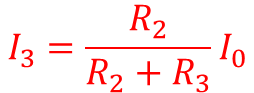 I₃ = R₂ / (R₂ + R₃) I₀